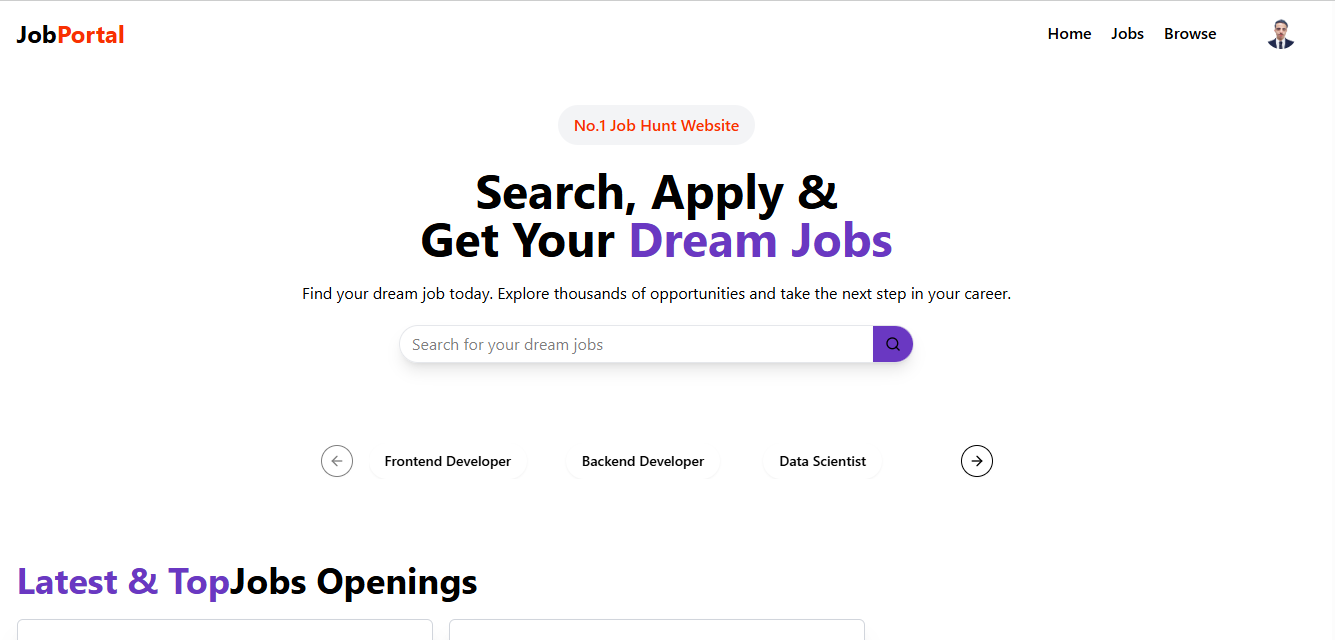 JobPortal
Home Jobs Browse
No.1 Job Hunt Website
Search, Apply &
Get Your Dream Jobs
Find your dream job today. Explore thousands of opportunities and take the next step in your career.
Search for your dream jobs
Frontend Developer Backend Developer Data Scientist
Latest & TopJobs Openings